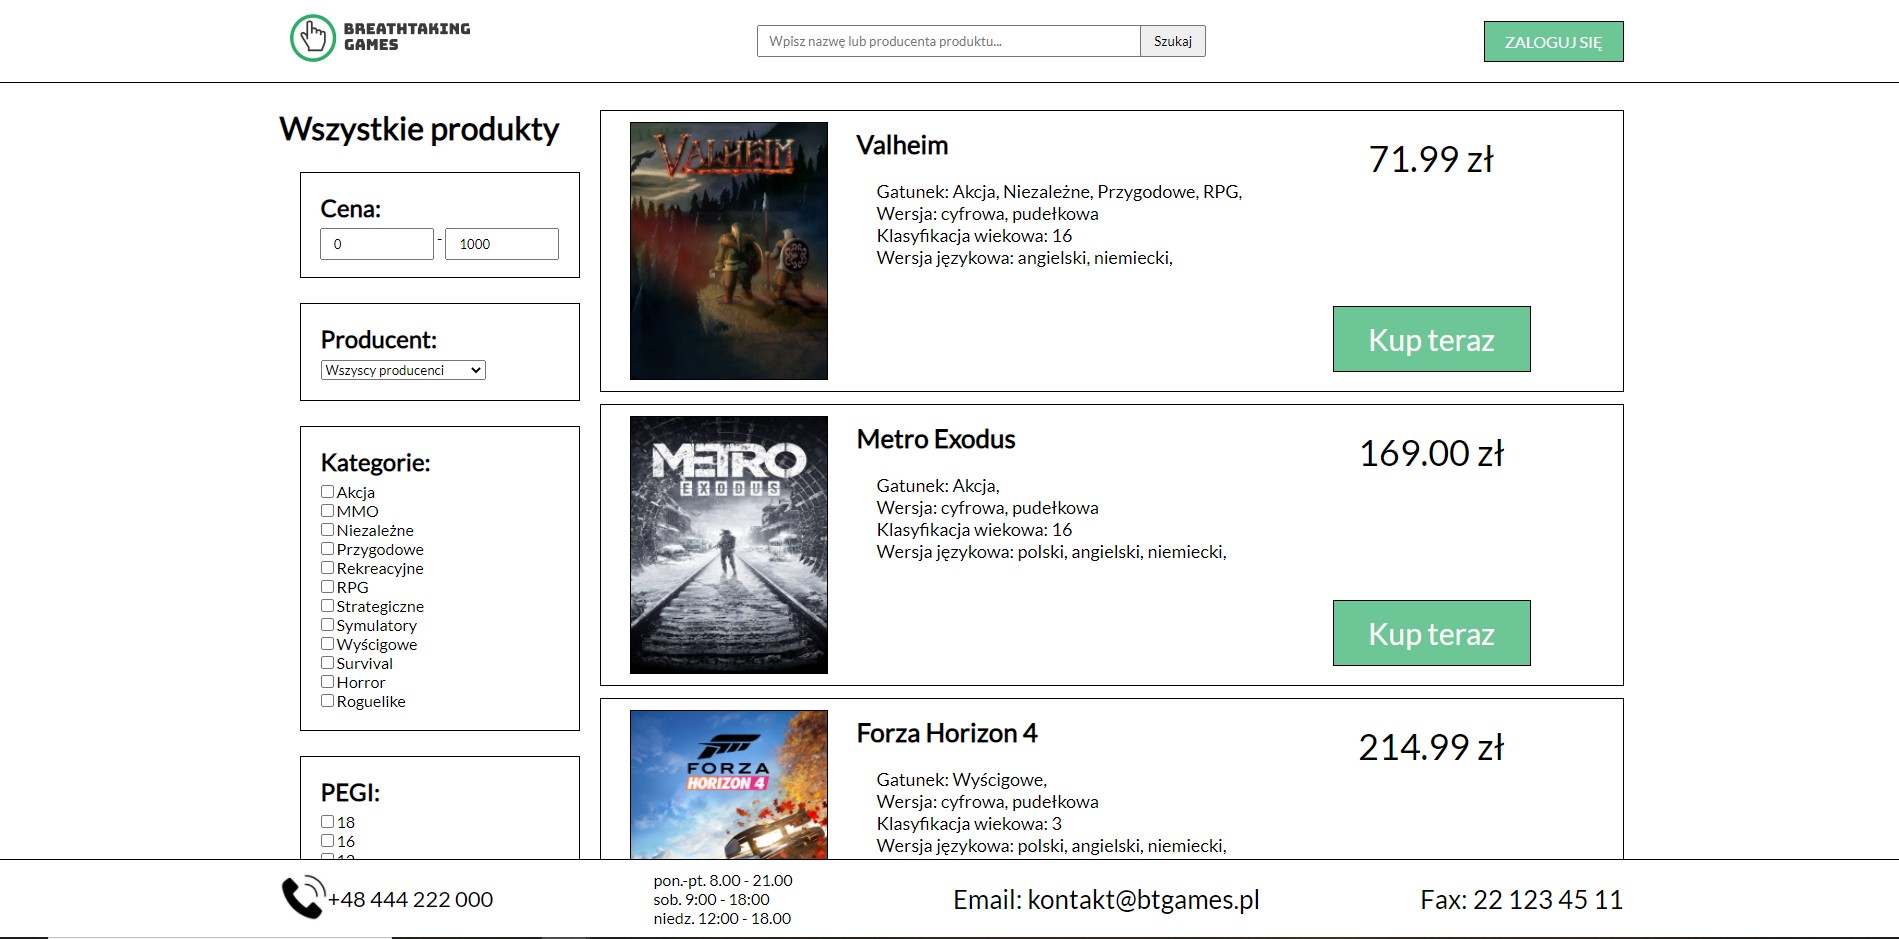 BREATHTAKING
GAMES
Wpisz nazwę lub producenta produktu...
Szukaj
ZALOGUJ SIĘ
Wszystkie produkty
Cena:
0 - 1000
Producent:
Wszyscy producenci
Kategorie:
Akcja
MMO
Niezależne
Przygodowe
Rekreacyjne
RPG
Strategiczne
Symulatory
Wyścigowe
Survival
Horror
Roguelike
PEGI:
18
16
12
VALHEIM
Valheim
71.99 zł
Gatunek: Akcja, Niezależne, Przygodowe, RPG,
Wersja: cyfrowa, pudełkowa
Klasyfikacja wiekowa: 16
Wersja językowa: angielski, niemiecki,
Kup teraz
METRO
EXODUS
Metro Exodus
169.00 zł
Gatunek: Akcja,
Wersja: cyfrowa, pudełkowa
Klasyfikacja wiekowa: 16
Wersja językowa: polski, angielski, niemiecki,
Kup teraz
FORZA
HORIZON 4
Forza Horizon 4
214.99 zł
Gatunek: Wyścigowe,
Wersja: cyfrowa, pudełkowa
Klasyfikacja wiekowa: 3
Wersja językowa: polski, angielski, niemiecki,
+48 444 222 000
pon.-pt. 8.00 - 21.00
sob. 9:00 - 18:00
niedz. 12:00 - 18.00
Email: kontakt@btgames.pl
Fax: 22 123 45 11